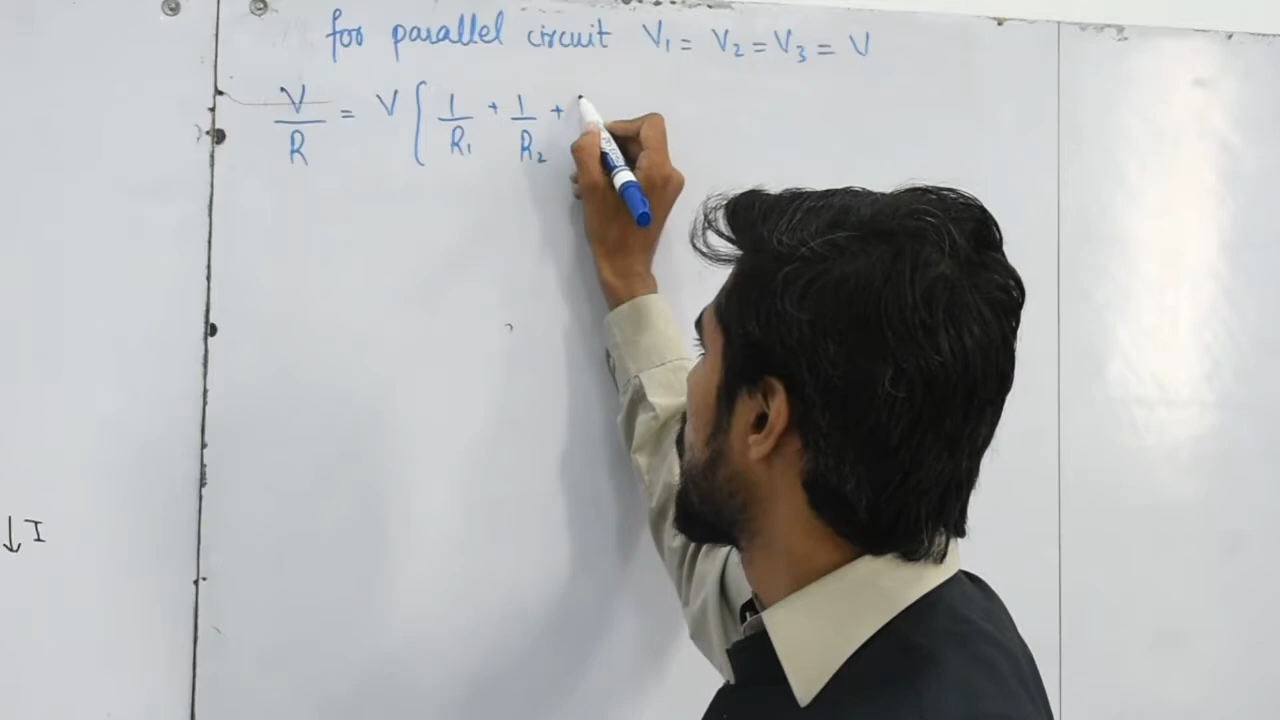 for parallel circuit V₁ = V₂ = V₃ = V
V/R = V [ 1/R₁ + 1/R₂ +
↓ I